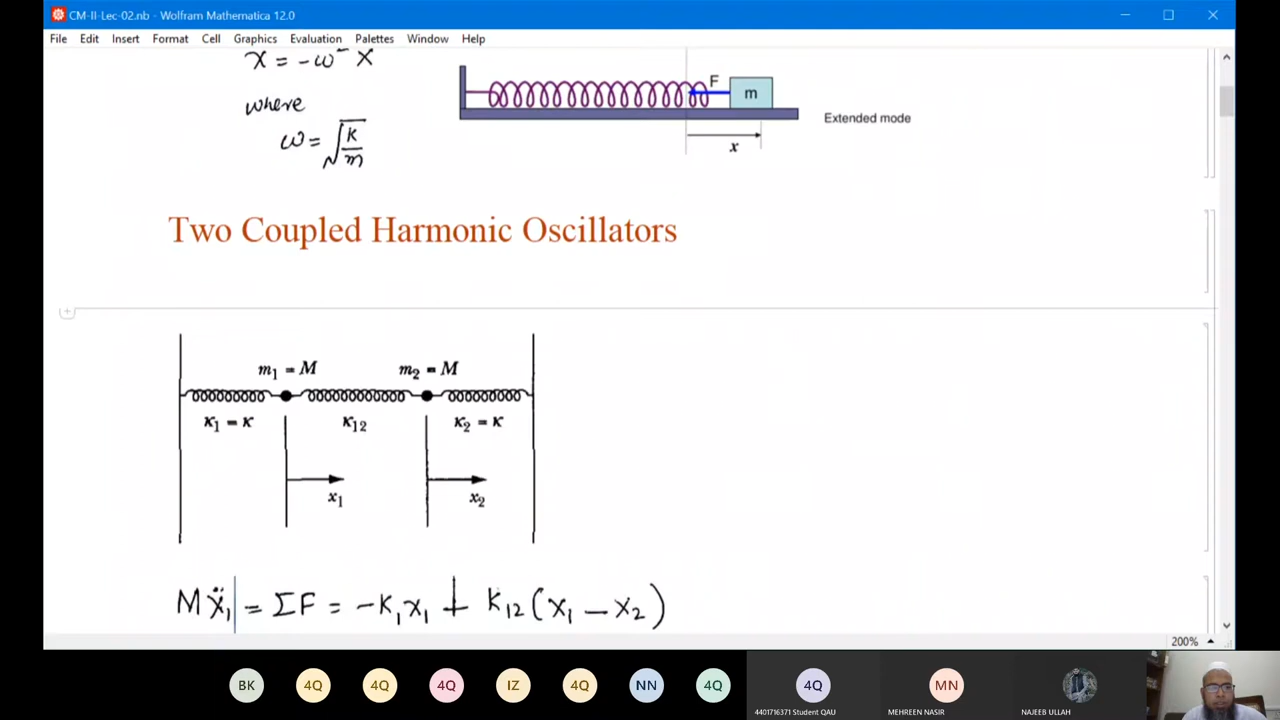 CM-II-Lec-02.nb - Wolfram Mathematica 12.0
File Edit Insert Format Cell Graphics Evaluation Palettes Window Help
ẍ = -ω² x
where
ω = √(k/m)
F
m
x
Extended mode
Two Coupled Harmonic Oscillators
m₁ = M m₂ = M
κ₁ = κ κ₁₂ κ₂ = κ
x₁ x₂
Mẍ₁ = ΣF = -K₁x₁ + K₁₂(x₁ - x₂)
200%
BK 4Q 4Q 4Q IZ 4Q NN 4Q 4Q MN
4401716371 Student QAU MEHREEN NASIR NAJEEB ULLAH